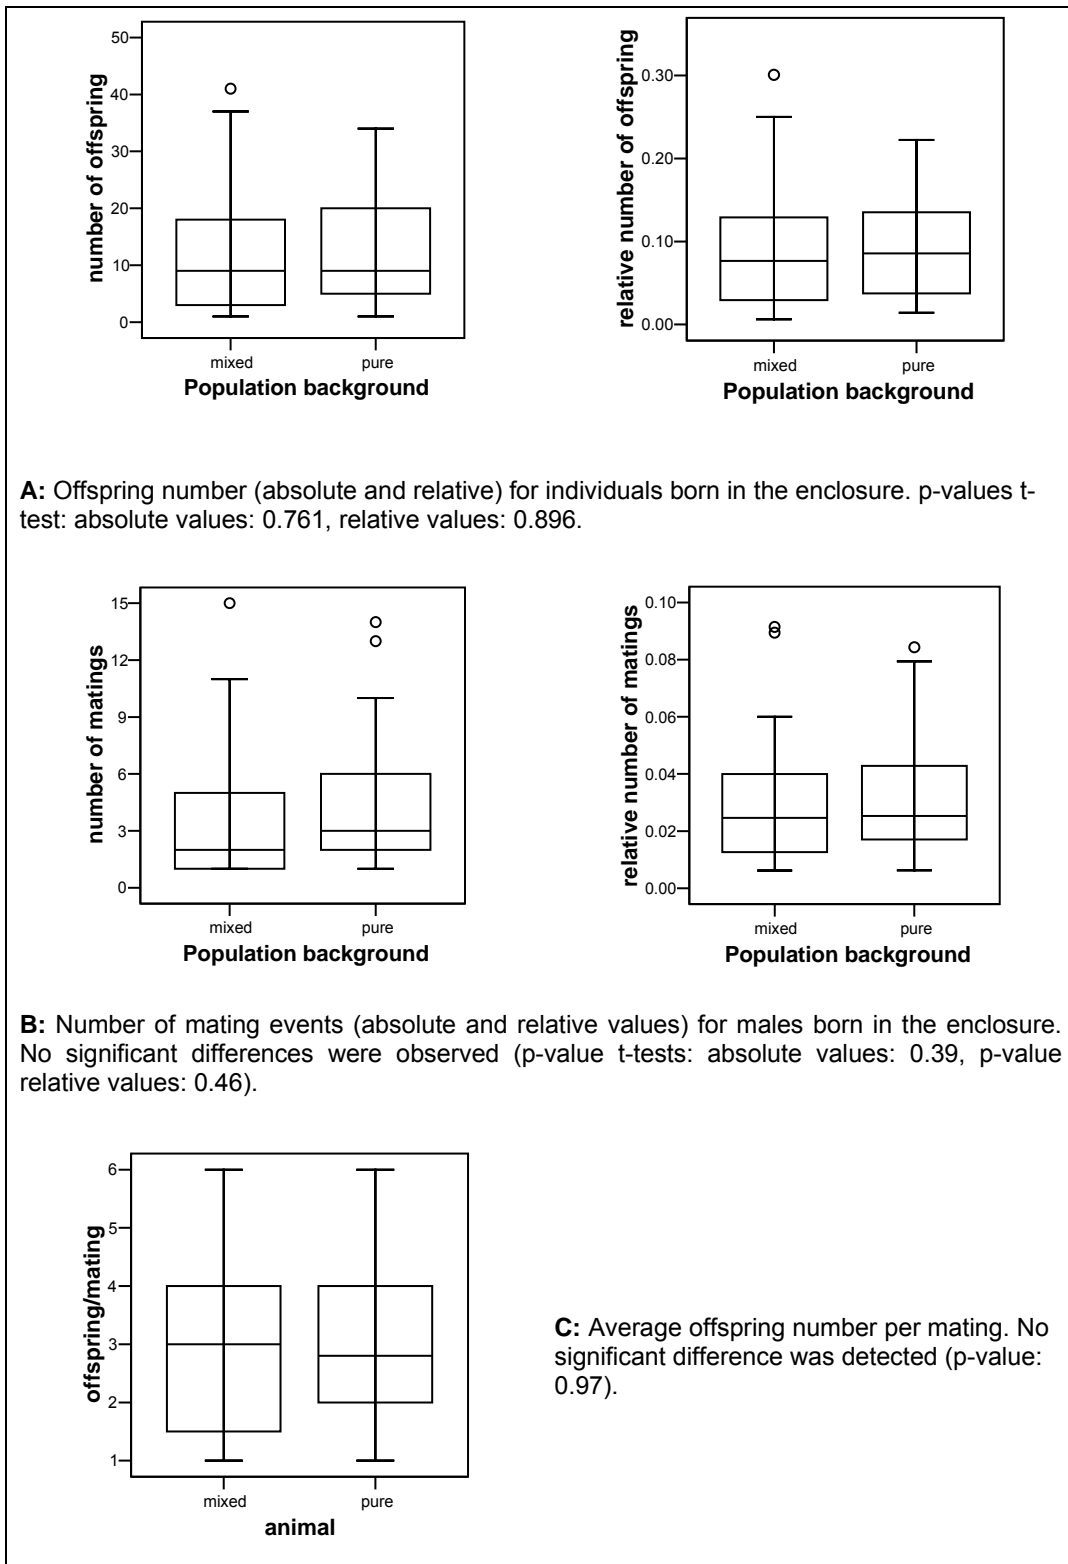 number of offspring
50
40
30
20
10
0
mixed
pure
Population background
relative number of offspring
0.30
0.20
0.10
0.00
mixed
pure
Population background
A: Offspring number (absolute and relative) for individuals born in the enclosure. p-values t-
test: absolute values: 0.761, relative values: 0.896.
number of matings
15
12
9
6
3
0
mixed
pure
Population background
relative number of matings
0.10
0.08
0.06
0.04
0.02
0.00
mixed
pure
Population background
B: Number of mating events (absolute and relative values) for males born in the enclosure.
No significant differences were observed (p-value t-tests: absolute values: 0.39, p-value
relative values: 0.46).
offspring/mating
6
5
4
3
2
1
mixed
pure
animal
C: Average offspring number per mating. No
significant difference was detected (p-value:
0.97).